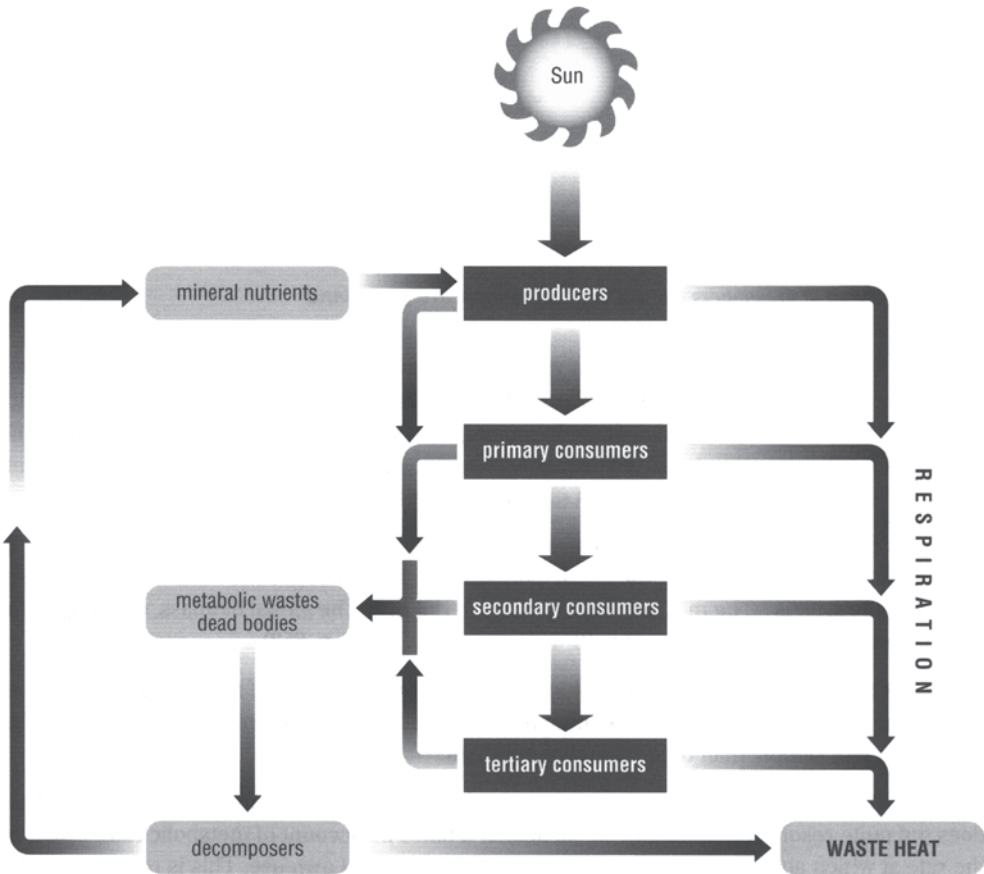 Sun
mineral nutrients
producers
primary consumers
RESPIRATION
metabolic wastes
dead bodies
secondary consumers
tertiary consumers
decomposers
WASTE HEAT